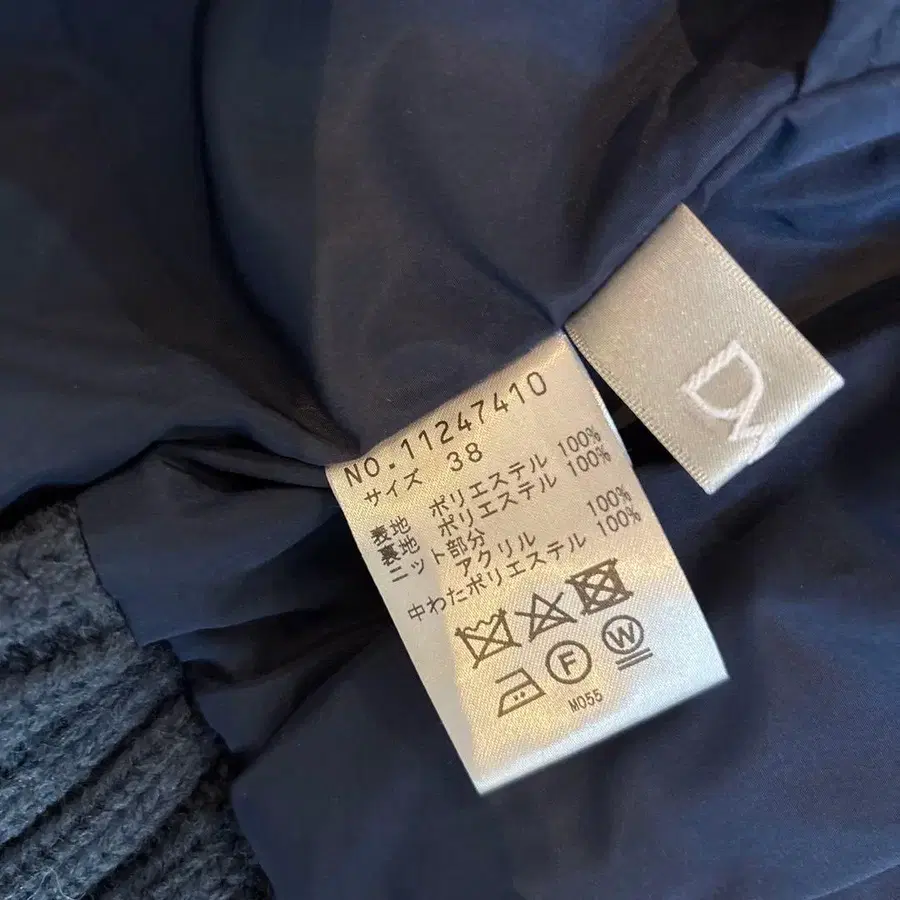 NO.11247410
サイズ 38
表地 ポリエステル 100%
裏地 ポリエステル 100%
ニット部分
アクリル 100%
中わたポリエステル 100%
F
W
M055